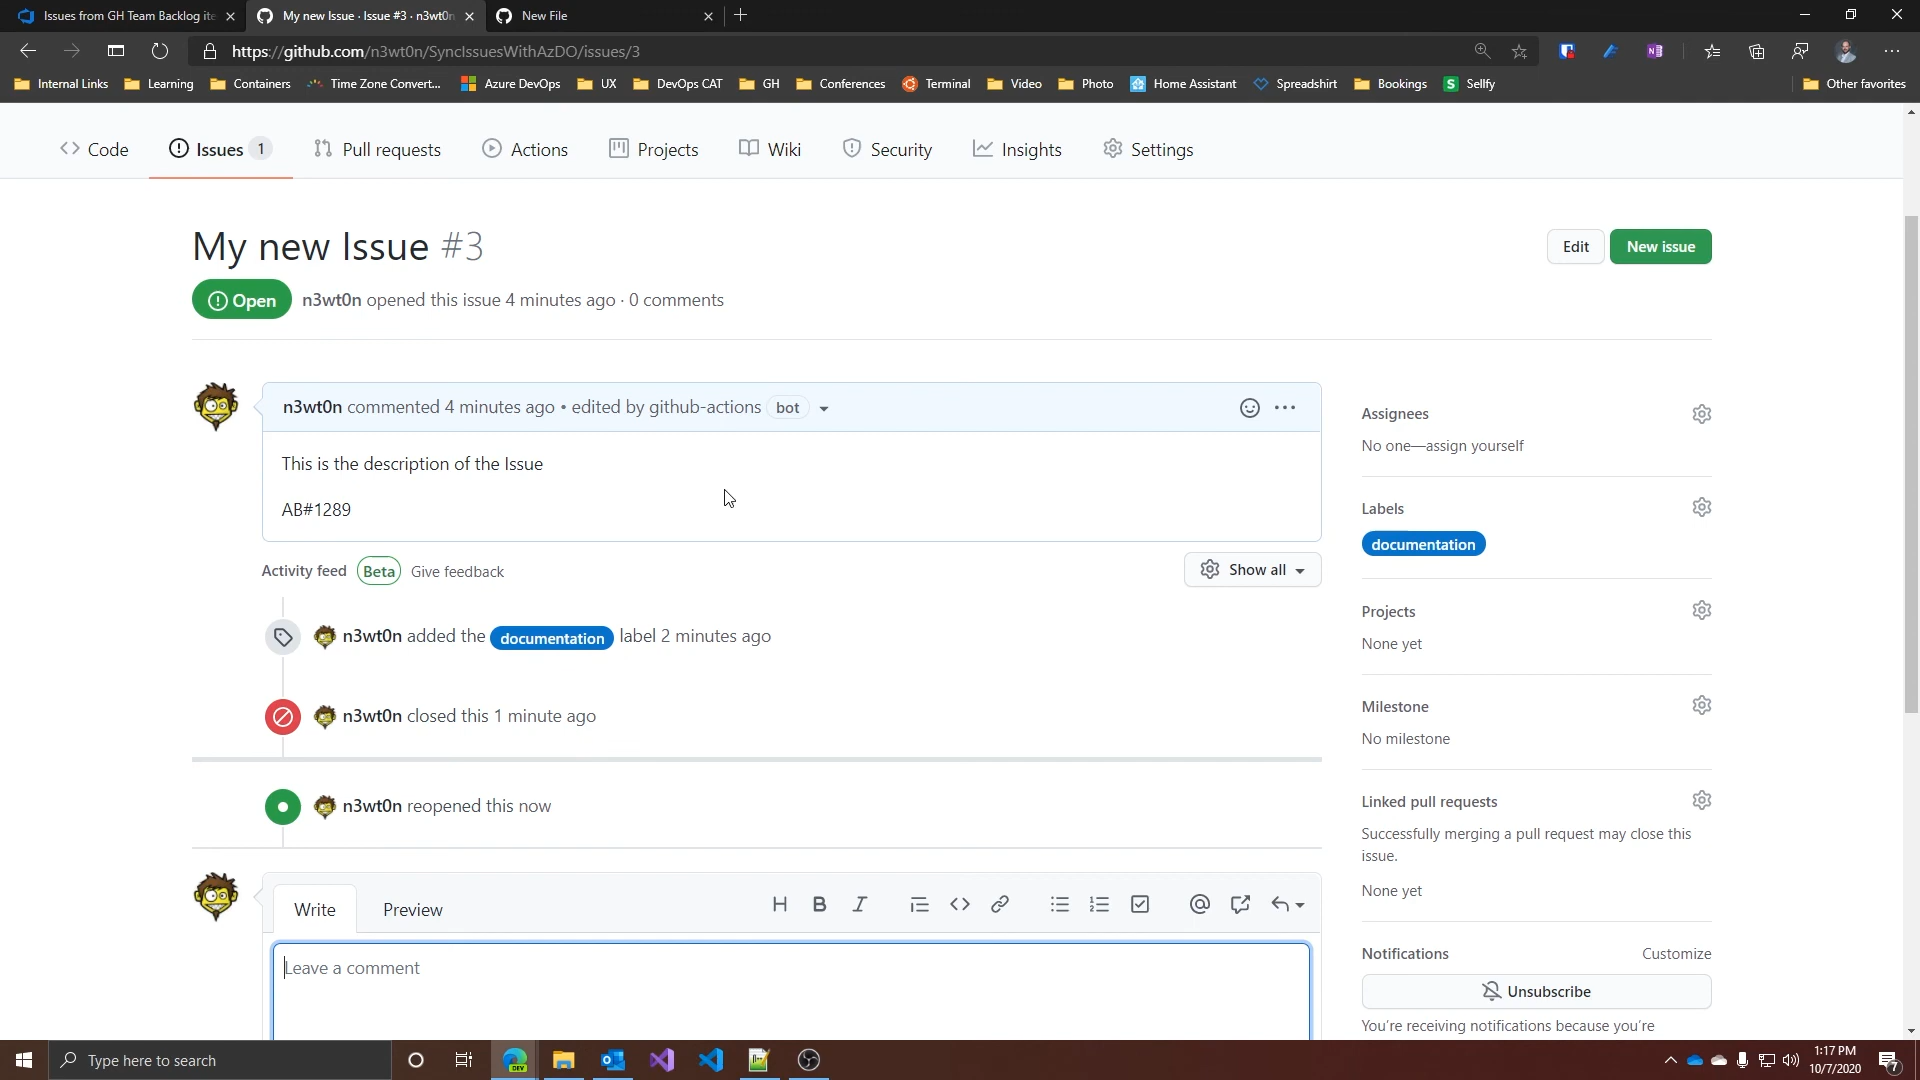 Issues from GH Team Backlog ite
My new Issue · Issue #3 · n3wt0n
New File
https://github.com/n3wt0n/SyncIssuesWithAzDO/issues/3
Internal Links
Learning
Containers
Time Zone Convert...
Azure DevOps
UX
DevOps CAT
GH
Conferences
Terminal
Video
Photo
Home Assistant
Spreadshirt
Bookings
Sellfy
Other favorites
Code
Issues 1
Pull requests
Actions
Projects
Wiki
Security
Insights
Settings
My new Issue #3
Edit
New issue
Open
n3wt0n opened this issue 4 minutes ago · 0 comments
n3wt0n commented 4 minutes ago • edited by github-actions bot
This is the description of the Issue
AB#1289
Activity feed Beta Give feedback
Show all
n3wt0n added the documentation label 2 minutes ago
n3wt0n closed this 1 minute ago
n3wt0n reopened this now
Write
Preview
Leave a comment
Assignees
No one—assign yourself
Labels
documentation
Projects
None yet
Milestone
No milestone
Linked pull requests
Successfully merging a pull request may close this
issue.
None yet
Notifications
Customize
Unsubscribe
You're receiving notifications because you're
Type here to search
DEV
1:17 PM
10/7/2020
7